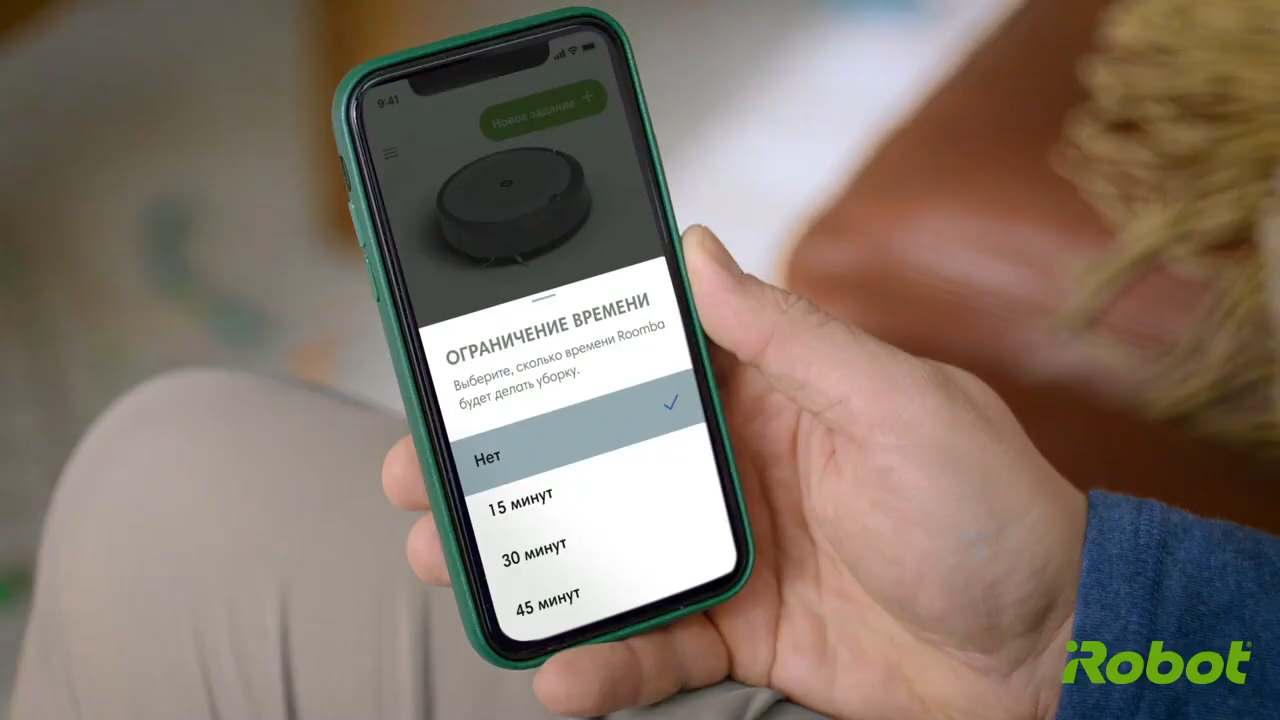 9:41
Новое задание +
ОГРАНИЧЕНИЕ ВРЕМЕНИ
Выберите, сколько времени Roomba
будет делать уборку.
Нет
15 минут
30 минут
45 минут
iRobot®